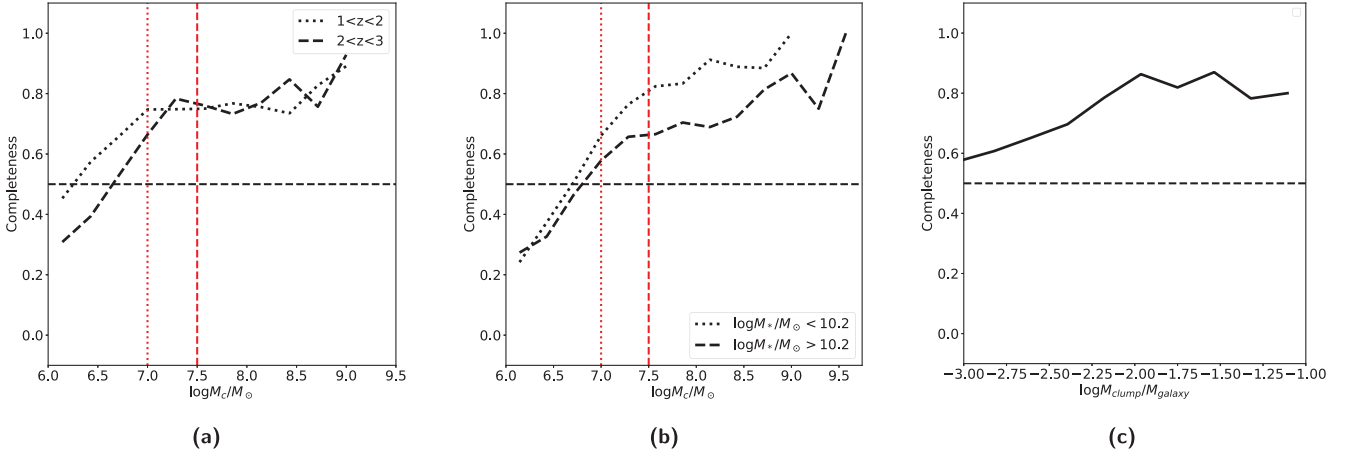 1<z<2
2<z<3
1.0
0.8
0.6
0.4
0.2
0.0
Completeness
6.0 6.5 7.0 7.5 8.0 8.5 9.0 9.5
logM_c/M_⊙
(a)
1.0
0.8
0.6
0.4
0.2
0.0
Completeness
logM_*/M_⊙ < 10.2
logM_*/M_⊙ > 10.2
6.0 6.5 7.0 7.5 8.0 8.5 9.0 9.5
logM_c/M_⊙
(b)
1.0
0.8
0.6
0.4
0.2
0.0
Completeness
−3.00 −2.75 −2.50 −2.25 −2.00 −1.75 −1.50 −1.25 −1.00
logM_clump/M_galaxy
(c)